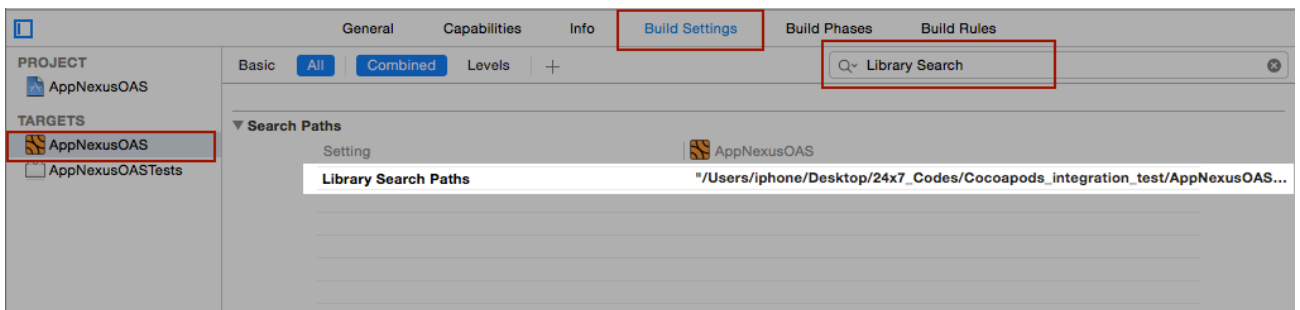 General Capabilities Info Build Settings Build Phases Build Rules
PROJECT
AppNexusOAS
TARGETS
AppNexusOAS
AppNexusOASTests
Basic All Combined Levels + Library Search
Search Paths
Setting AppNexusOAS
Library Search Paths "/Users/iphone/Desktop/24x7_Codes/Cocoapods_integration_test/AppNexusOAS...